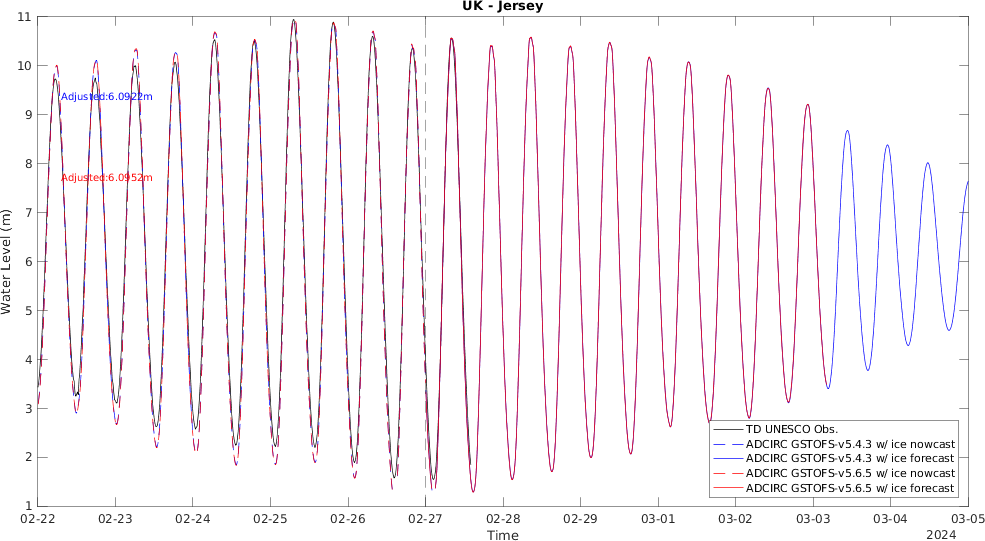 UK - Jersey
11
10
9
8
7
6
5
4
3
2
1
Water Level (m)
Adjusted:6.0922m
Adjusted:6.0952m
TD UNESCO Obs.
ADCIRC GSTOFS-v5.4.3 w/ ice nowcast
ADCIRC GSTOFS-v5.4.3 w/ ice forecast
ADCIRC GSTOFS-v5.6.5 w/ ice nowcast
ADCIRC GSTOFS-v5.6.5 w/ ice forecast
02-22 02-23 02-24 02-25 02-26 02-27 02-28 02-29 03-01 03-02 03-03 03-04 03-05
Time 2024